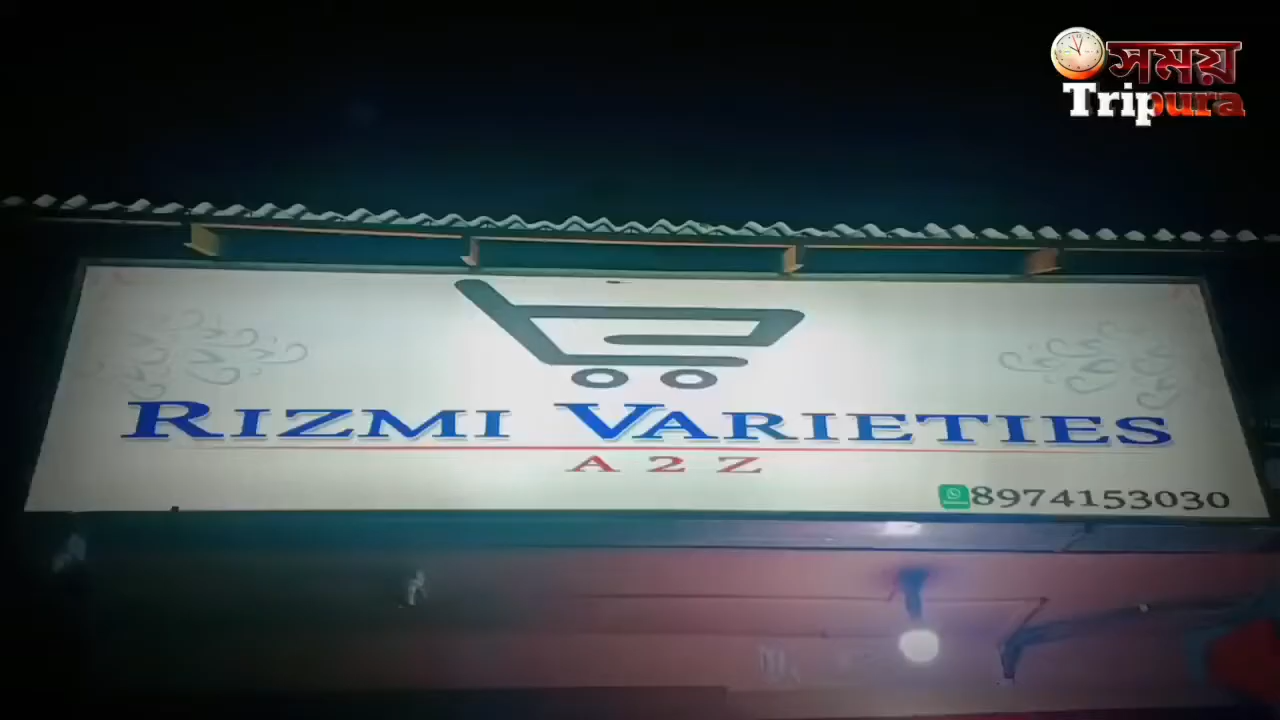 সময়
Tripura
RIZMI VARIETIES
A 2 Z
8974153030